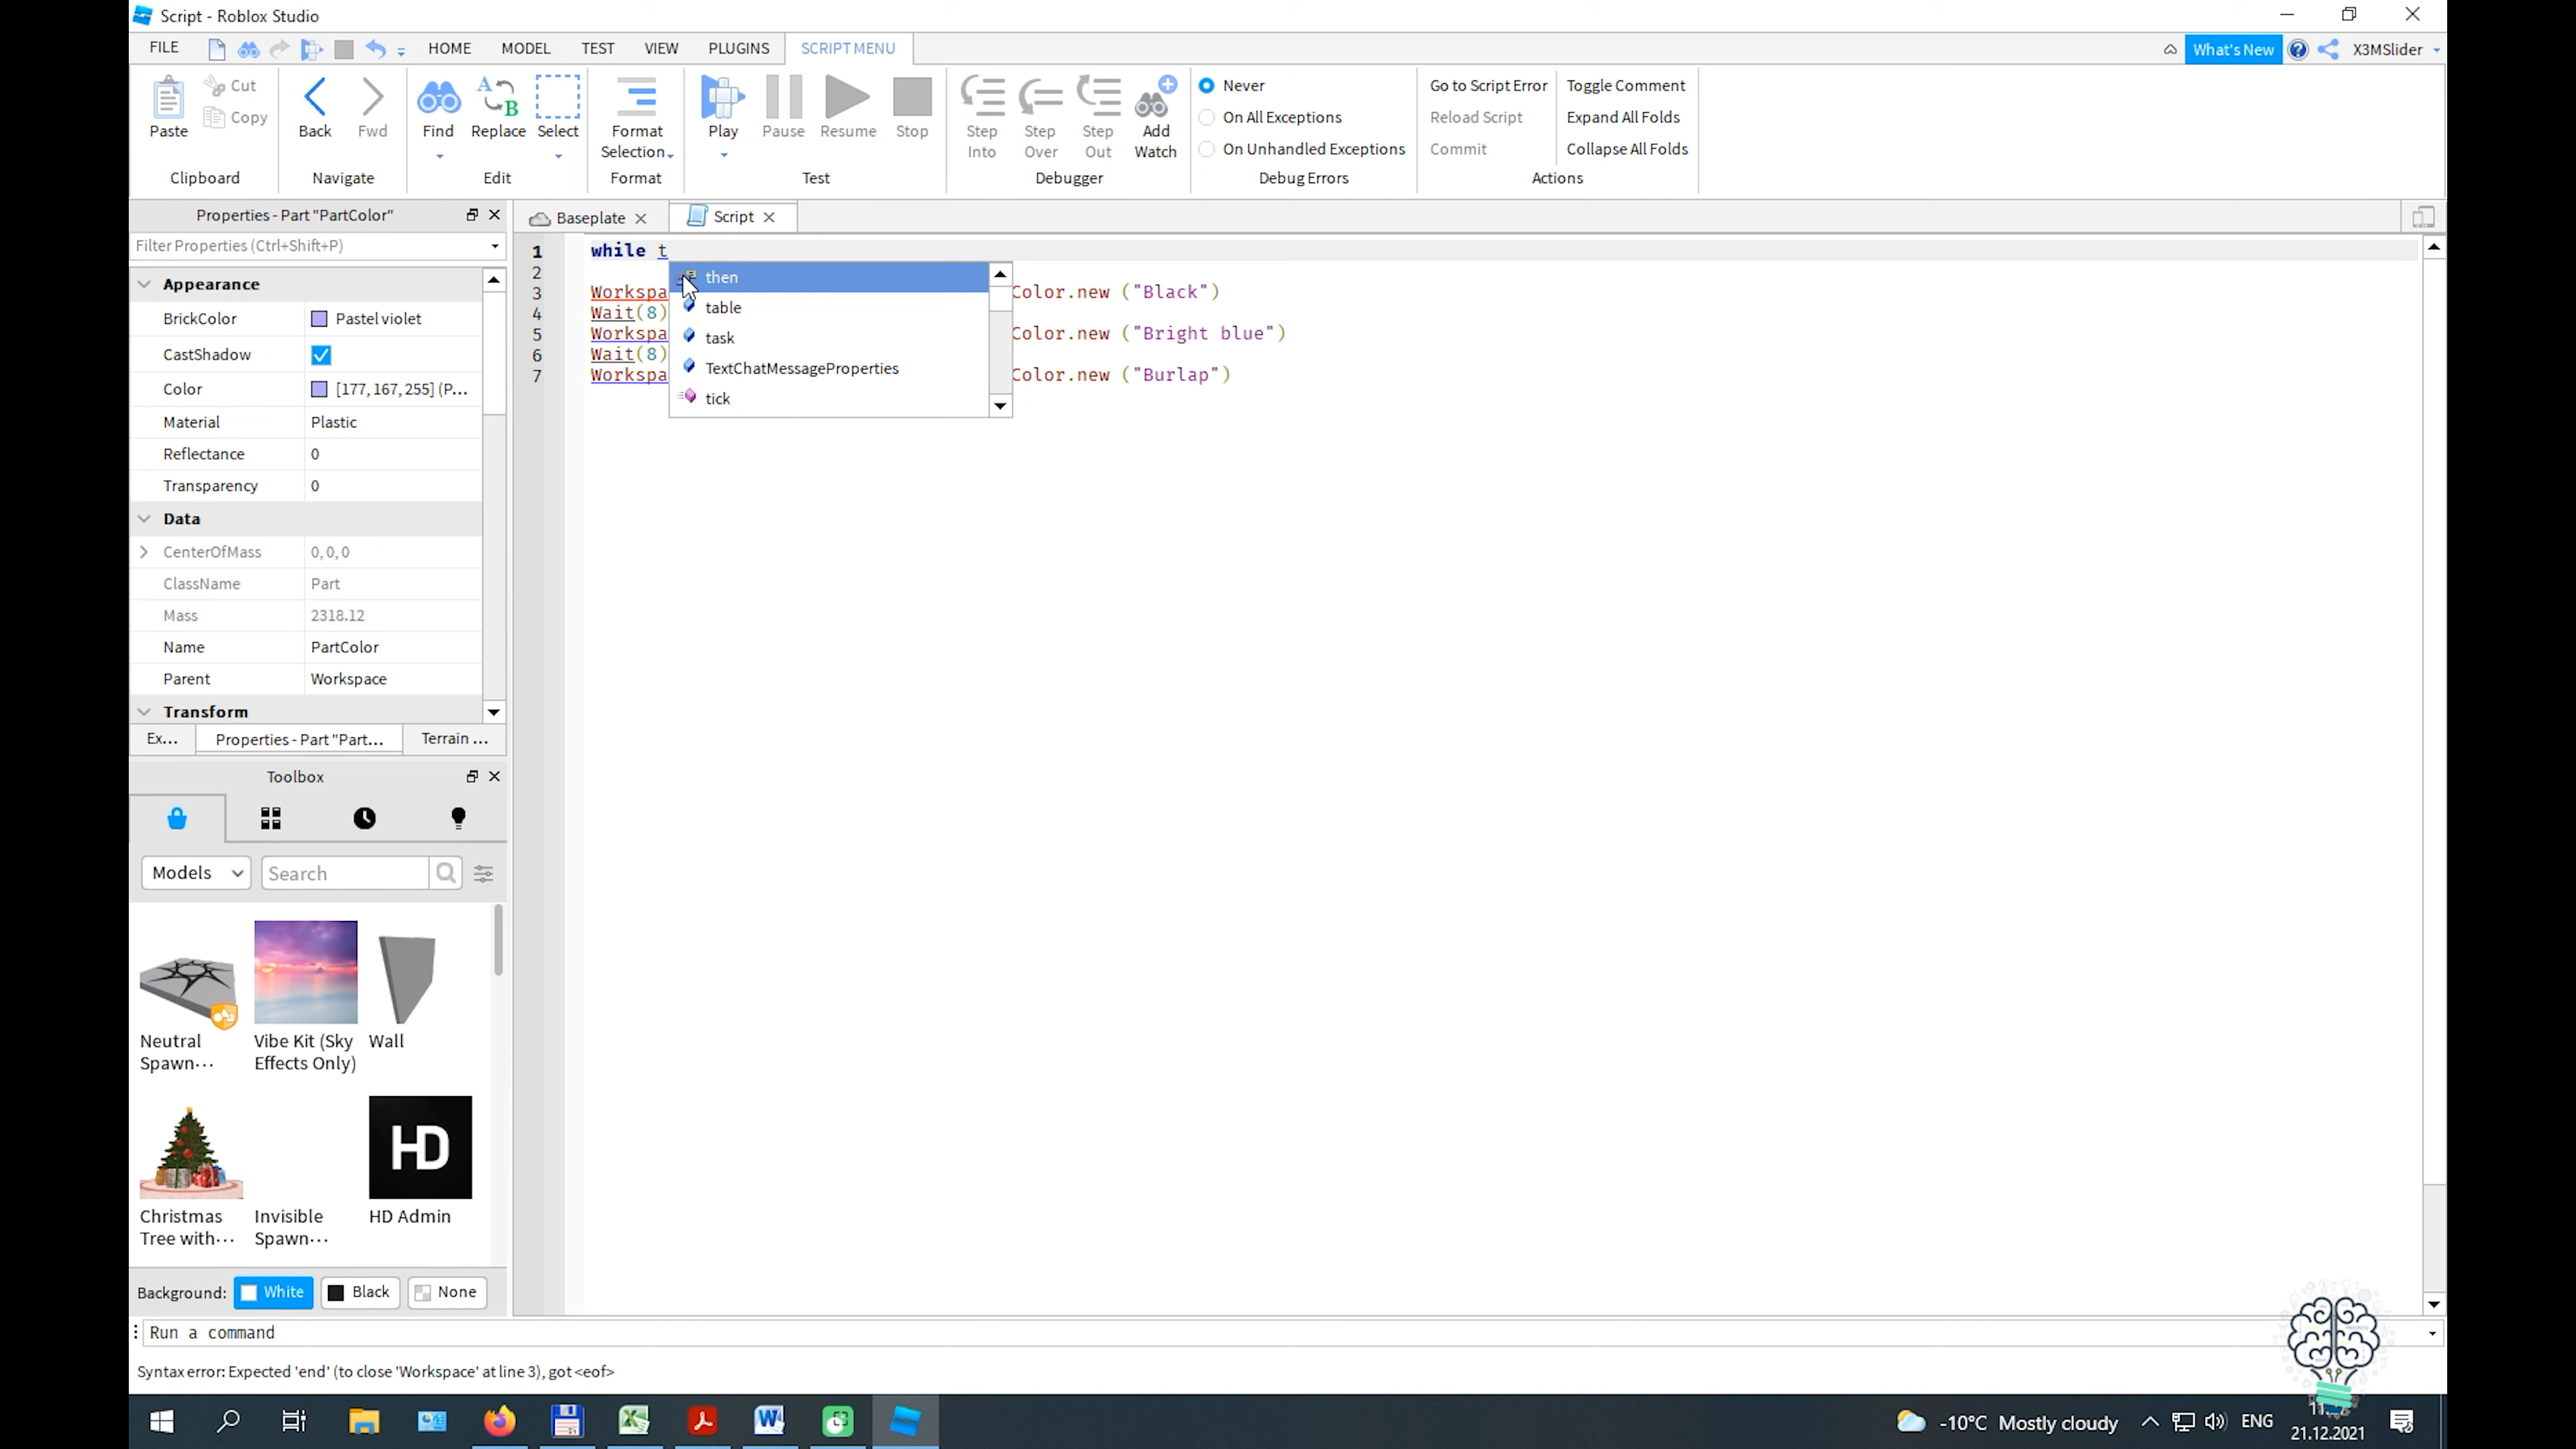 Script - Roblox Studio
FILE HOME MODEL TEST VIEW PLUGINS SCRIPT MENU What's New X3MSlider
Paste Cut Copy Back Fwd Find Replace Select Format Selection Play Pause Resume Stop Step Into Step Over Step Out Add Watch
Never Go to Script Error Toggle Comment
On All Exceptions Reload Script Expand All Folds
On Unhandled Exceptions Commit Collapse All Folds
Clipboard Navigate Edit Format Test Debugger Debug Errors Actions
Properties - Part "PartColor"
Filter Properties (Ctrl+Shift+P)
Appearance
BrickColor Pastel violet
CastShadow
Color [177, 167, 255] (P...
Material Plastic
Reflectance 0
Transparency 0
Data
CenterOfMass 0, 0, 0
ClassName Part
Mass 2318.12
Name PartColor
Parent Workspace
Transform
Ex... Properties - Part "Part... Terrain ...
Toolbox
Models Search
Neutral Spawn...
Vibe Kit (Sky Effects Only)
Wall
Christmas Tree with...
Invisible Spawn...
HD
HD Admin
Background: White Black None
Baseplate Script
1 while t
2
3 Workspa Color.new ("Black")
4 Wait(8)
5 Workspa Color.new ("Bright blue")
6 Wait(8)
7 Workspa Color.new ("Burlap")
then
table
task
TextChatMessageProperties
tick
Run a command
Syntax error: Expected 'end' (to close 'Workspace' at line 3), got <eof>
-10°C Mostly cloudy ENG
21.12.2021